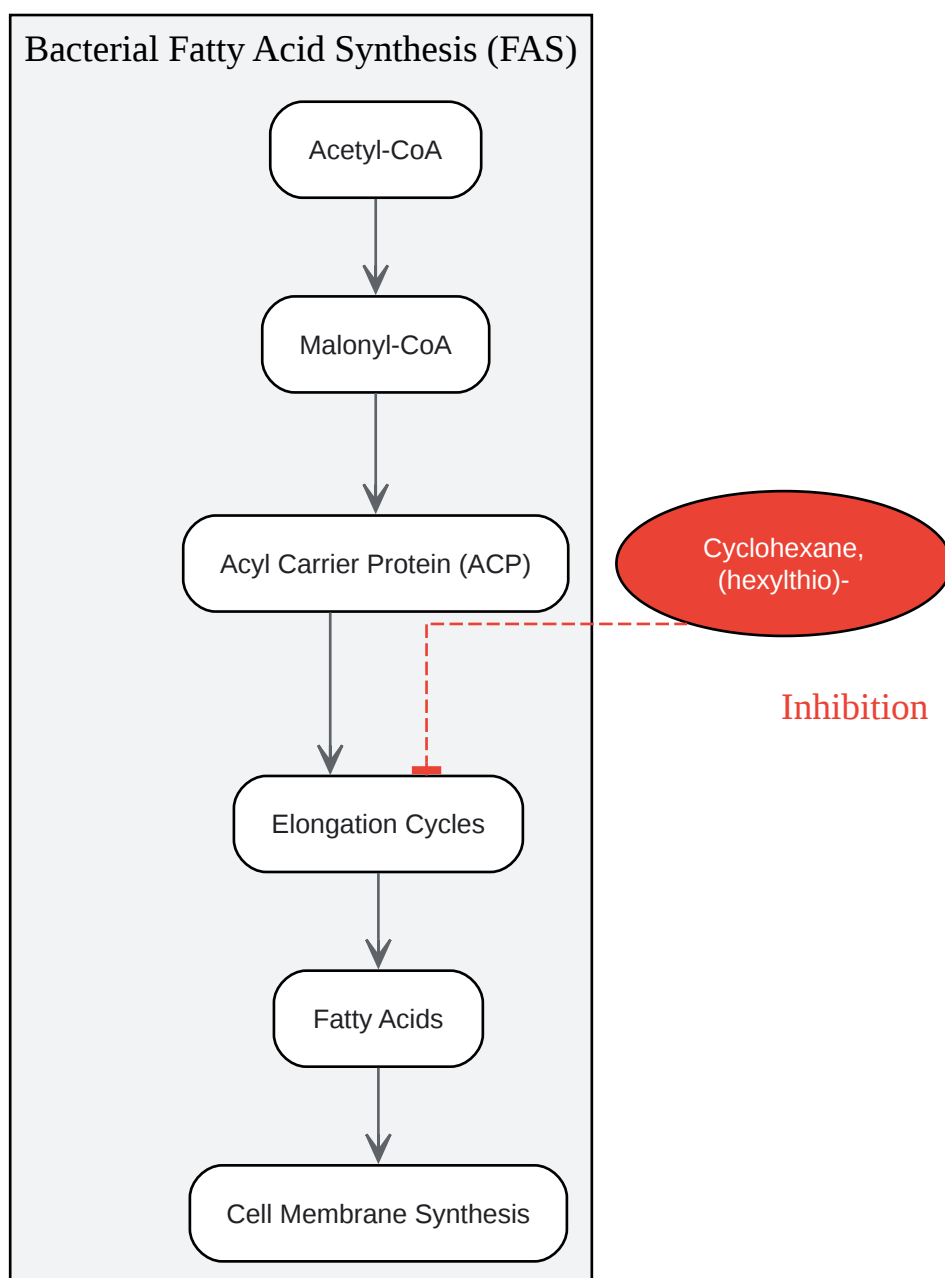 Bacterial Fatty Acid Synthesis (FAS)
Acetyl-CoA
Malonyl-CoA
Acyl Carrier Protein (ACP)
Cyclohexane,
(hexylthio)-
Inhibition
Elongation Cycles
Fatty Acids
Cell Membrane Synthesis